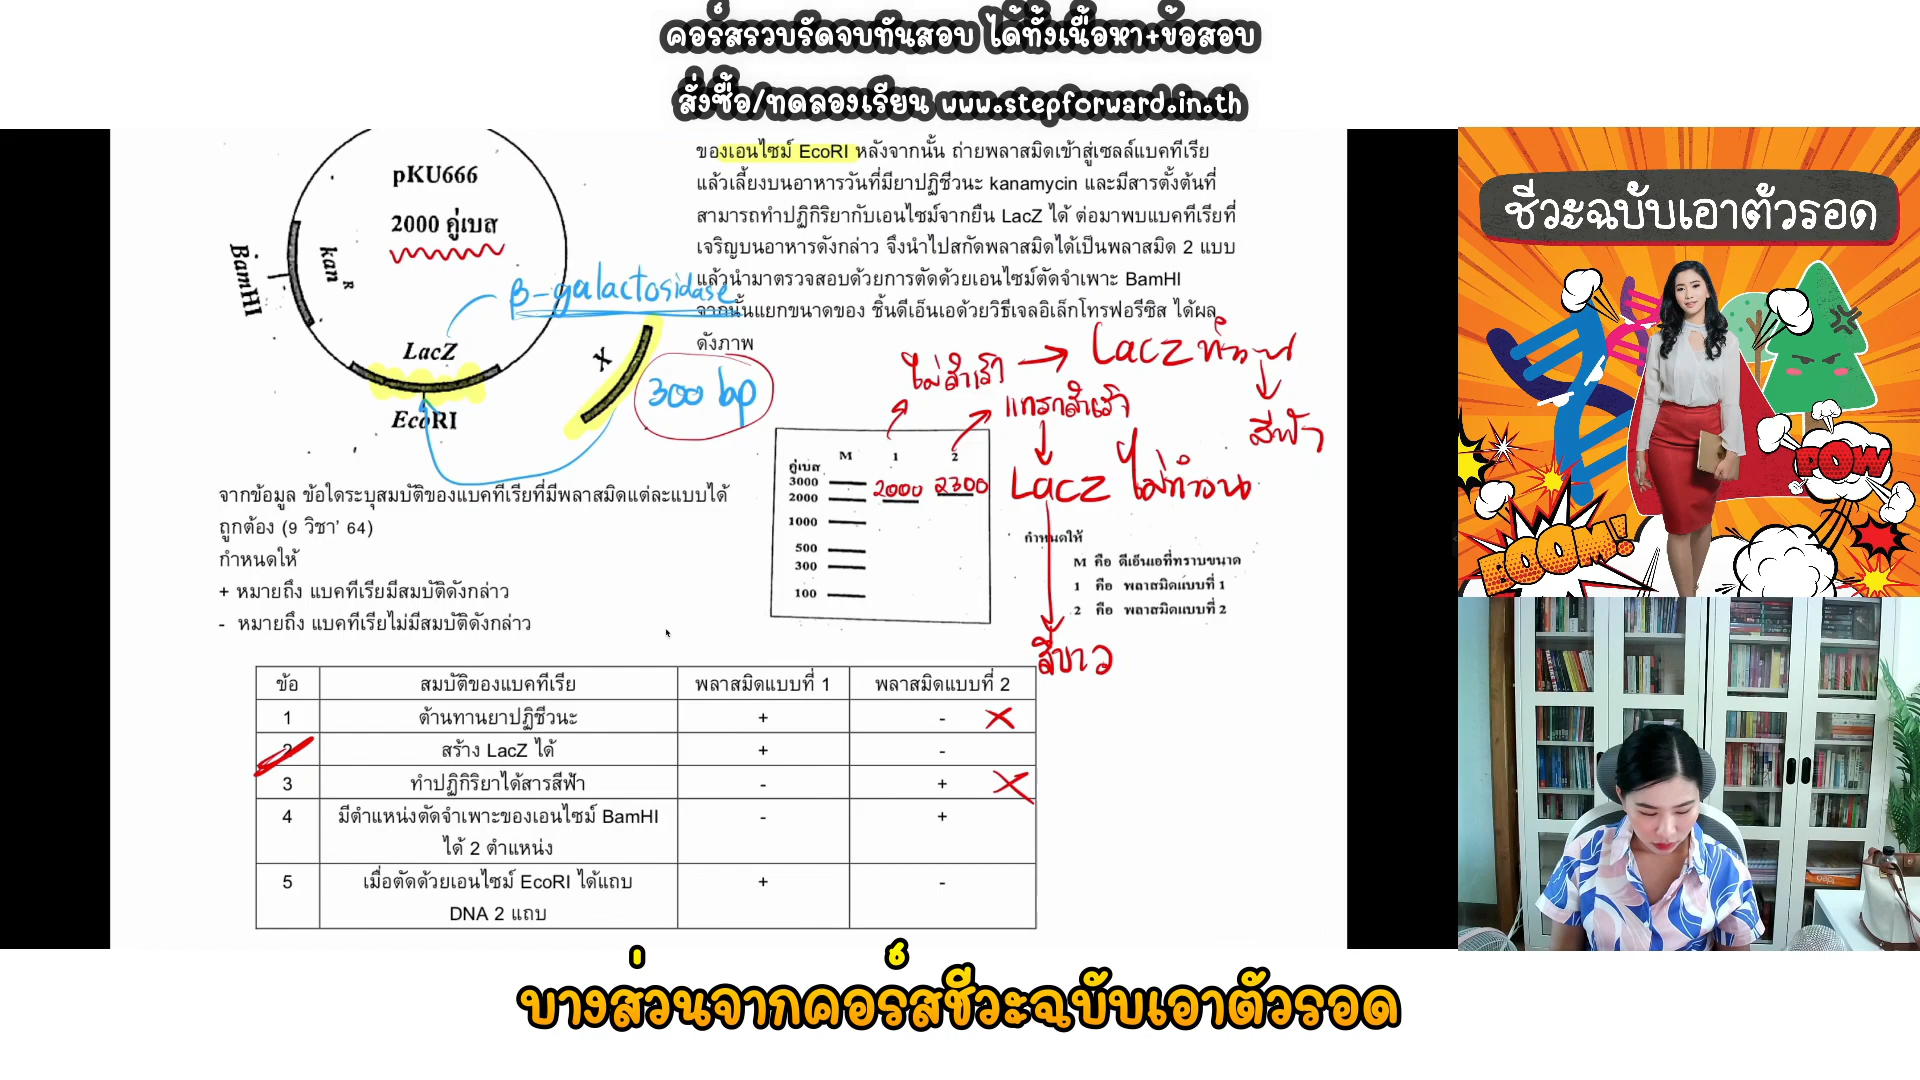 คอร์สรวบรัดจบทันสอบ ได้ทั้งเนื้อหา+ข้อสอบ
สั่งซื้อ/ทดลองเรียน www.stepforward.in.th
ชีวะฉบับเอาตัวรอด
POW
BOOM!
pKU666
2000 คู่เบส
BamHI
kan R
LacZ
EcoRI
β-galactosidase
X
300 bp
ของเอนไซม์ EcoRI หลังจากนั้น ถ่ายพลาสมิดเข้าสู่เซลล์แบคทีเรีย
แล้วเลี้ยงบนอาหารวันที่มียาปฏิชีวนะ kanamycin และมีสารตั้งต้นที่
สามารถทำปฏิกิริยากับเอนไซม์จากยีน LacZ ได้ ต่อมาพบแบคทีเรียที่
เจริญบนอาหารดังกล่าว จึงนำไปสกัดพลาสมิดได้เป็นพลาสมิด 2 แบบ
แล้วนำมาตรวจสอบด้วยการตัดด้วยเอนไซม์ตัดจำเพาะ BamHI
จากนั้นแยกขนาดของ ชิ้นดีเอ็นเอด้วยวิธีเจลอิเล็กโทรฟอรีซิส ได้ผล
ดังภาพ
ไม่สำเร็จ → LacZ ทำงาน
สีฟ้า
แทรกสำเร็จ
LacZ ไม่ทำงาน
สีขาว
คู่เบส M 1 2
3000
2000
1000
500
300
100
2000 2300
กำหนดให้
M คือ ดีเอ็นเอที่ทราบขนาด
1 คือ พลาสมิดแบบที่ 1
2 คือ พลาสมิดแบบที่ 2
จากข้อมูล ข้อใดระบุสมบัติของแบคทีเรียที่มีพลาสมิดแต่ละแบบได้
ถูกต้อง (9 วิชา' 64)
กำหนดให้
+ หมายถึง แบคทีเรียมีสมบัติดังกล่าว
- หมายถึง แบคทีเรียไม่มีสมบัติดังกล่าว
ข้อ สมบัติของแบคทีเรีย พลาสมิดแบบที่ 1 พลาสมิดแบบที่ 2
1 ต้านทานยาปฏิชีวนะ + -
2 สร้าง LacZ ได้ + -
3 ทำปฏิกิริยาได้สารสีฟ้า - +
4 มีตำแหน่งตัดจำเพาะของเอนไซม์ BamHI - +
ได้ 2 ตำแหน่ง
5 เมื่อตัดด้วยเอนไซม์ EcoRI ได้แถบ + -
DNA 2 แถบ
บางส่วนจากคอร์สชีวะฉบับเอาตัวรอด